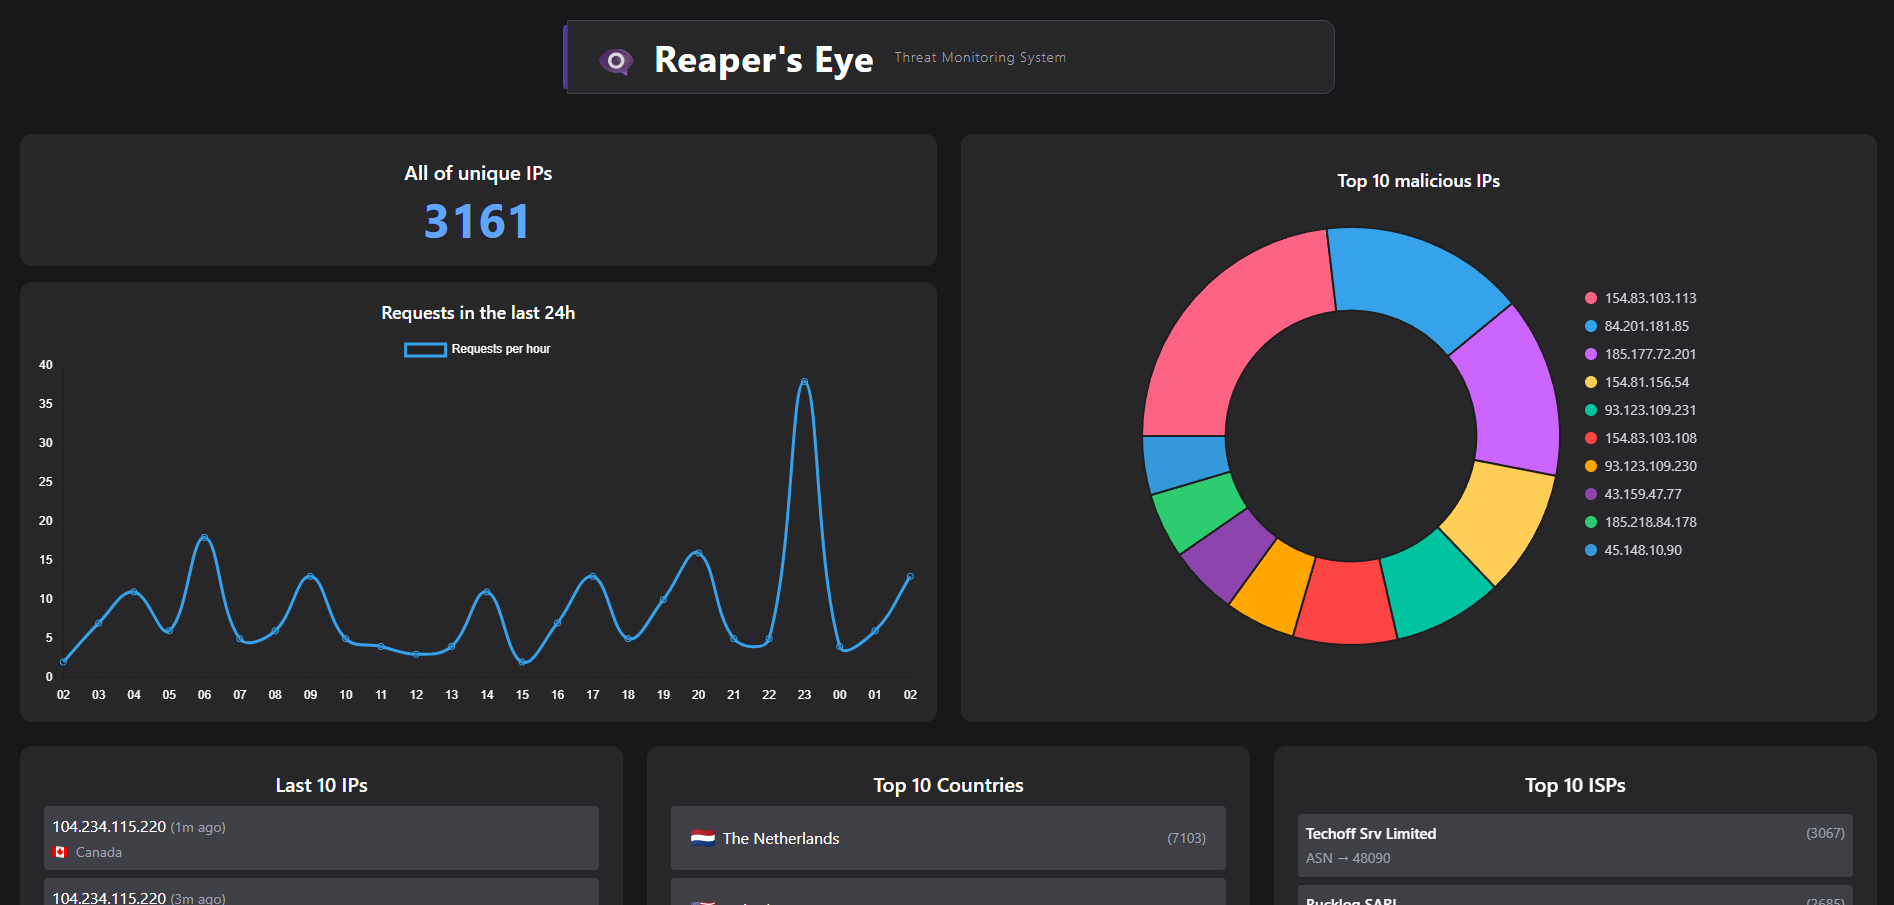 Reaper's Eye Threat Monitoring System
All of unique IPs
3161
Requests in the last 24h
Requests per hour
40
35
30
25
20
15
10
5
0
02 03 04 05 06 07 08 09 10 11 12 13 14 15 16 17 18 19 20 21 22 23 00 01 02
Top 10 malicious IPs
154.83.103.113
84.201.181.85
185.177.72.201
154.81.156.54
93.123.109.231
154.83.103.108
93.123.109.230
43.159.47.77
185.218.84.178
45.148.10.90
Last 10 IPs
104.234.115.220 (1m ago)
Canada
104.234.115.220 (3m ago)
Top 10 Countries
The Netherlands (7103)
Top 10 ISPs
Techoff Srv Limited (3067)
ASN → 48090
Bucklog SARL (2685)